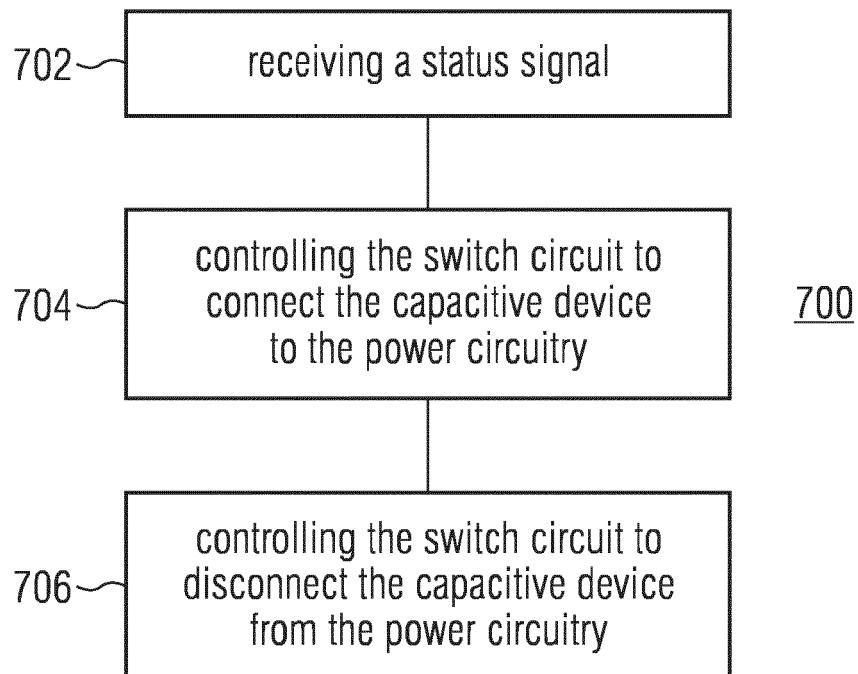 702
receiving a status signal
704
controlling the switch circuit to
connect the capacitive device
to the power circuitry
700
706
controlling the switch circuit to
disconnect the capacitive device
from the power circuitry